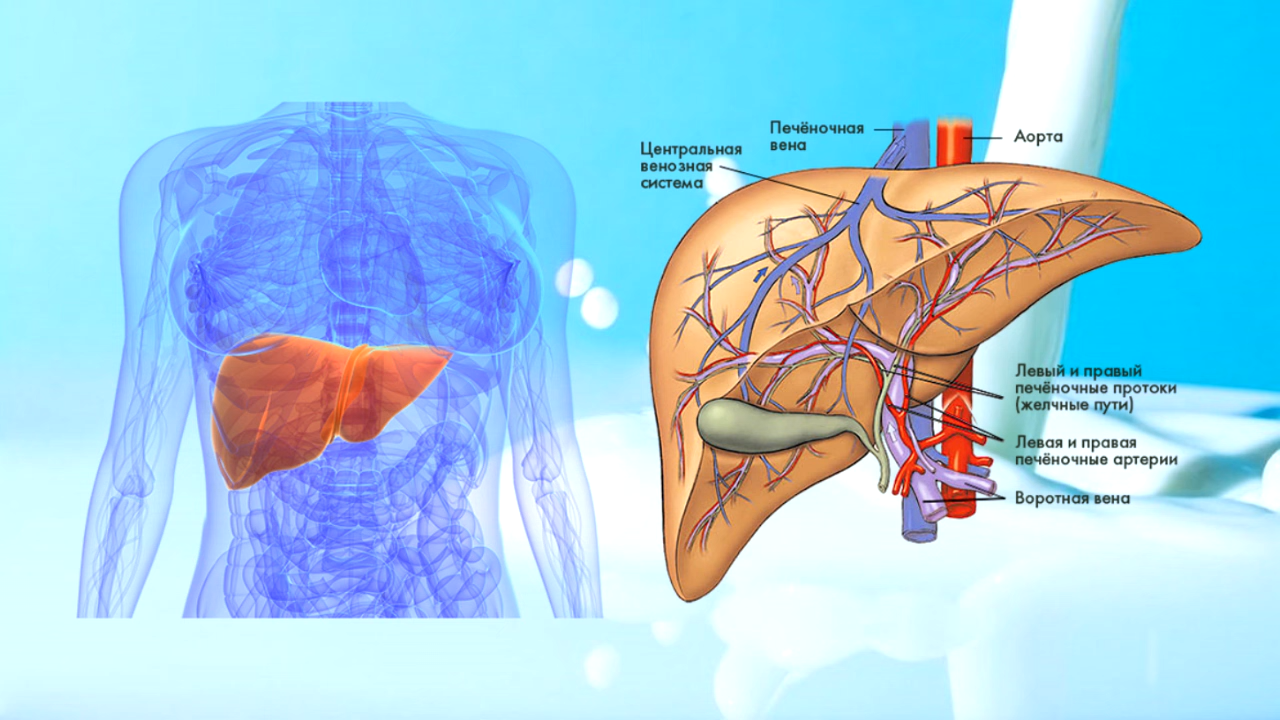 Печёночная
вена
Аорта
Центральная
венозная
система
Левый и правый
печёночные протоки
(желчные пути)
Левая и правая
печёночные артерии
Воротная вена